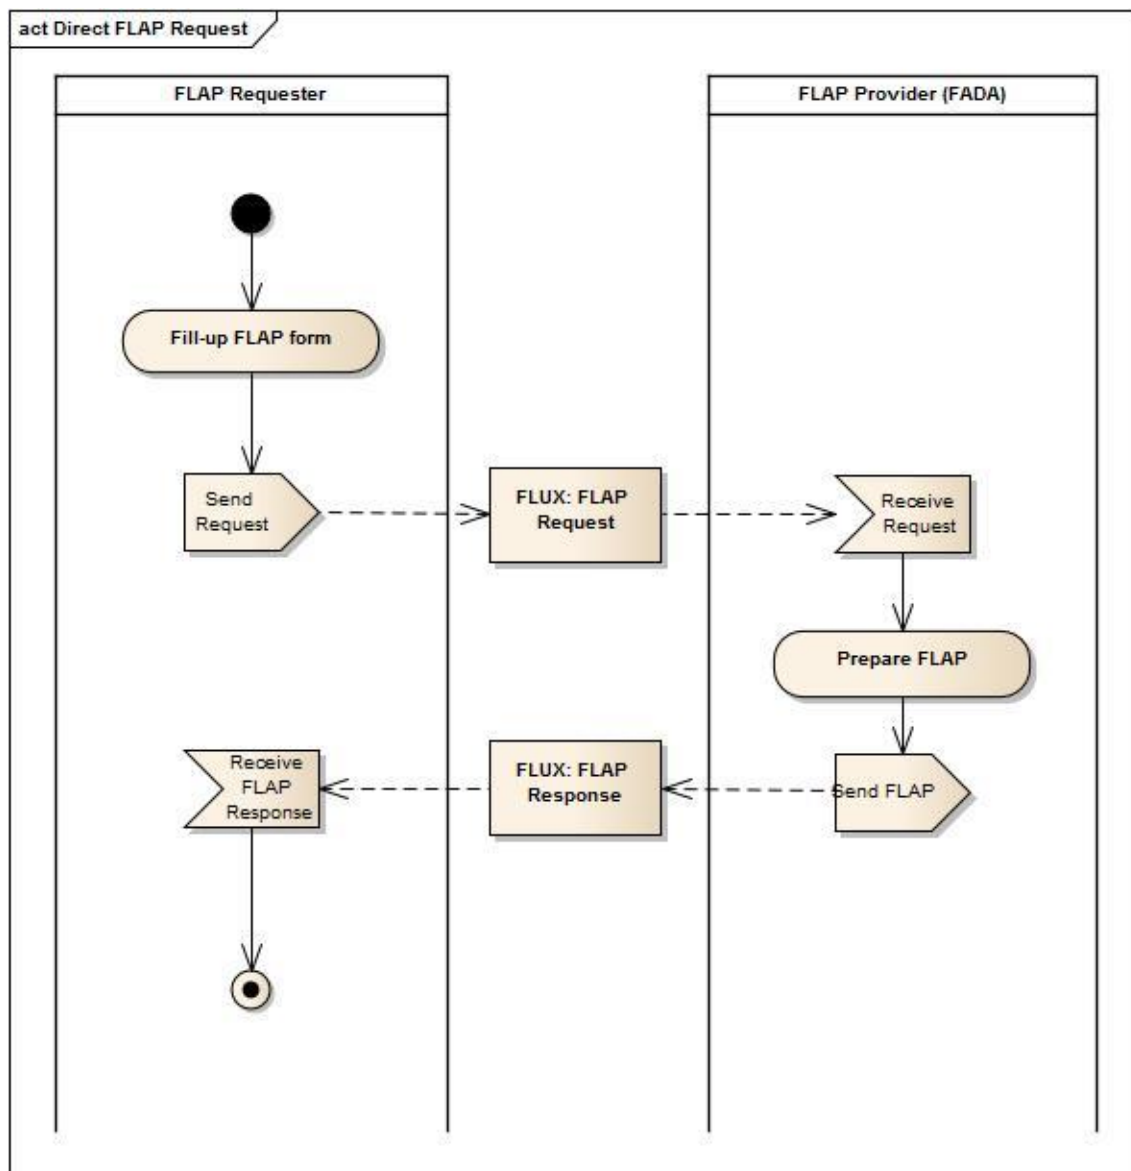 act Direct FLAP Request
FLAP Requester
FLAP Provider (FADA)
Fill-up FLAP form
Send
Request
FLUX: FLAP
Request
Receive
Request
Prepare FLAP
Receive
FLAP
Response
FLUX: FLAP
Response
Send FLAP